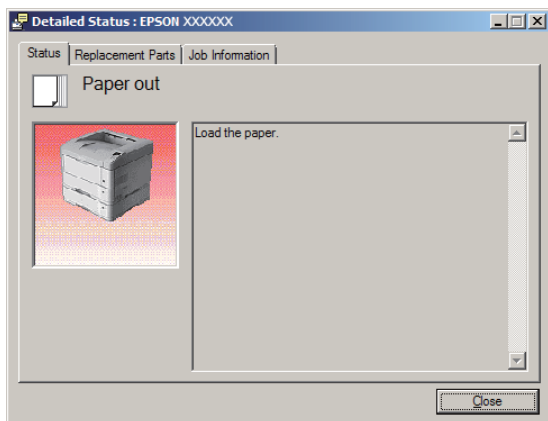 Detailed Status : EPSON XXXXXX
Status Replacement Parts Job Information
Paper out
Load the paper.
Close